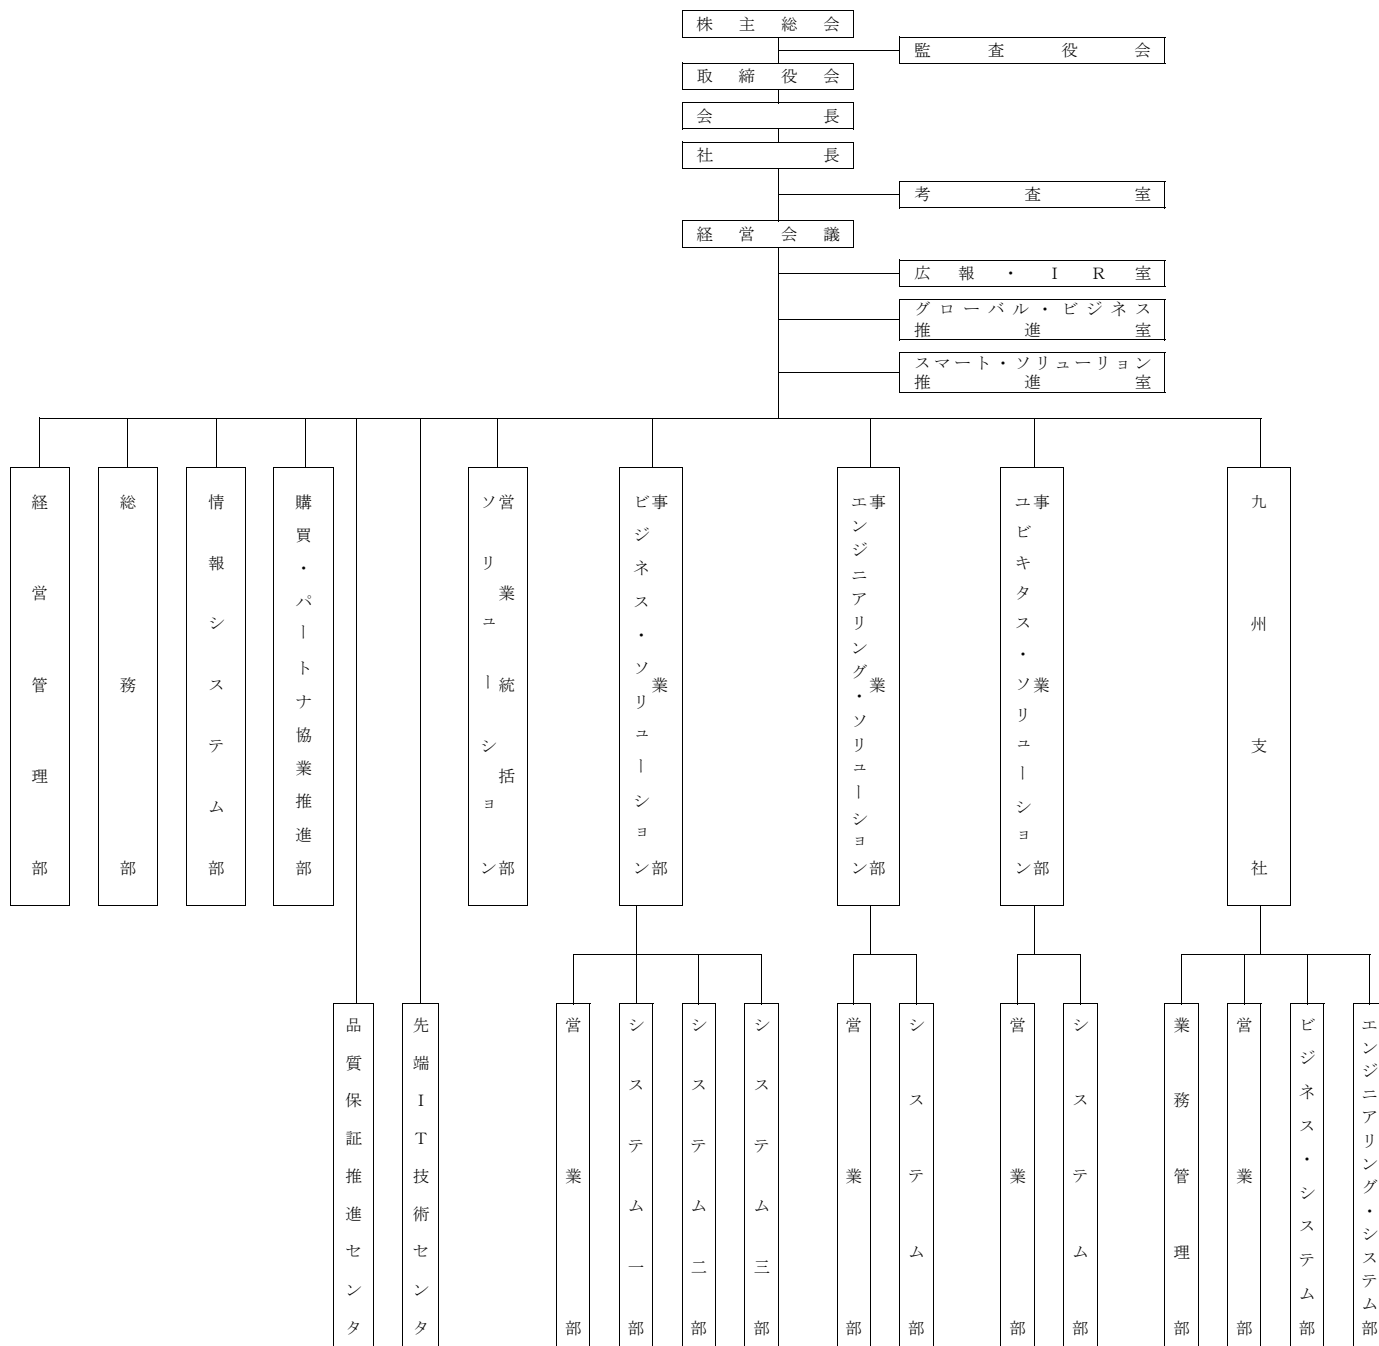 株主総会
監査役会
取締役会
会長
社長
考査室
経営会議
広報・IR室
グローバル・ビジネス
推進室
スマート・ソリューリョン
推進室
経営管理部
総務部
情報システム部
購買・パートナ協業推進部
ソリューション
営業統括部
ビジネス・ソリューション
事業部
エンジニアリング・ソリューション
事業部
ユビキタス・ソリューション
事業部
九州支社
品質保証推進センタ
先端IT技術センタ
営業部
システム一部
システム二部
システム三部
営業部
システム部
営業部
システム部
業務管理部
営業部
ビジネス・システム部
エンジニアリング・システム部